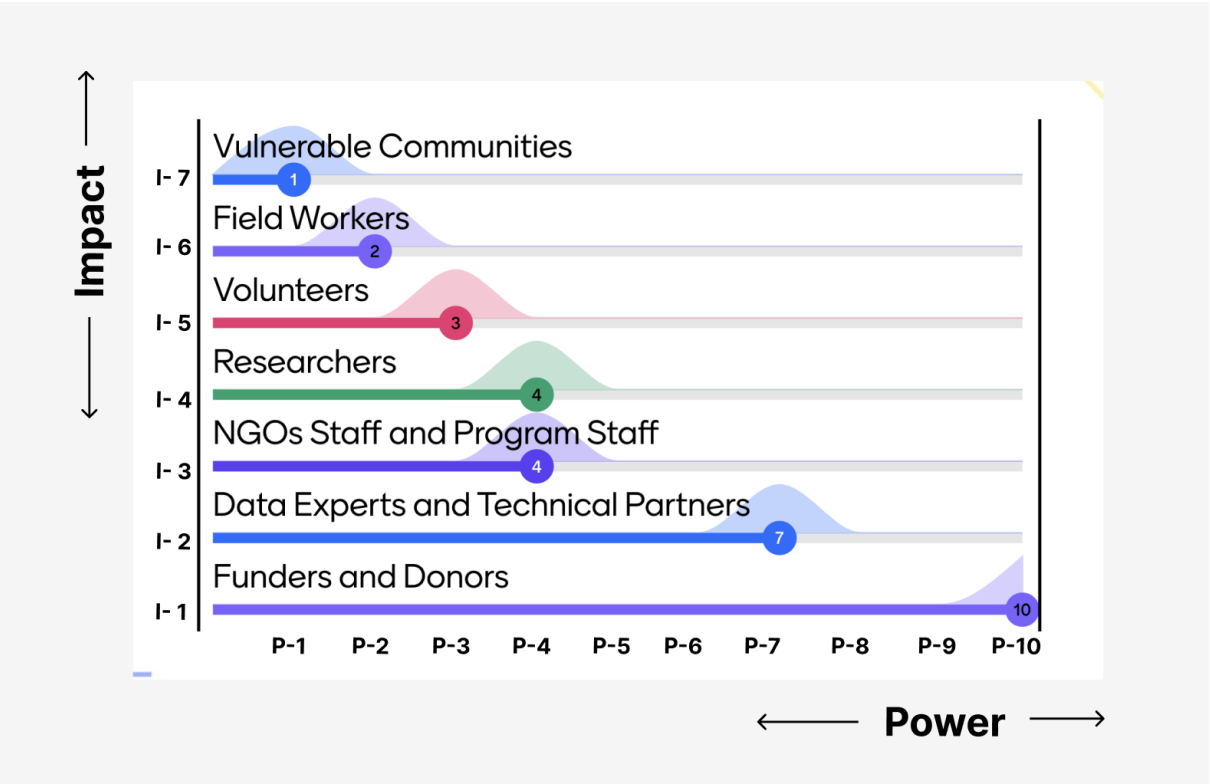 Impact
Vulnerable Communities
I- 7
1
Field Workers
I- 6
2
Volunteers
I- 5
3
Researchers
I- 4
4
NGOs Staff and Program Staff
I- 3
4
Data Experts and Technical Partners
I- 2
7
Funders and Donors
I- 1
10
P-1 P-2 P-3 P-4 P-5 P-6 P-7 P-8 P-9 P-10
Power